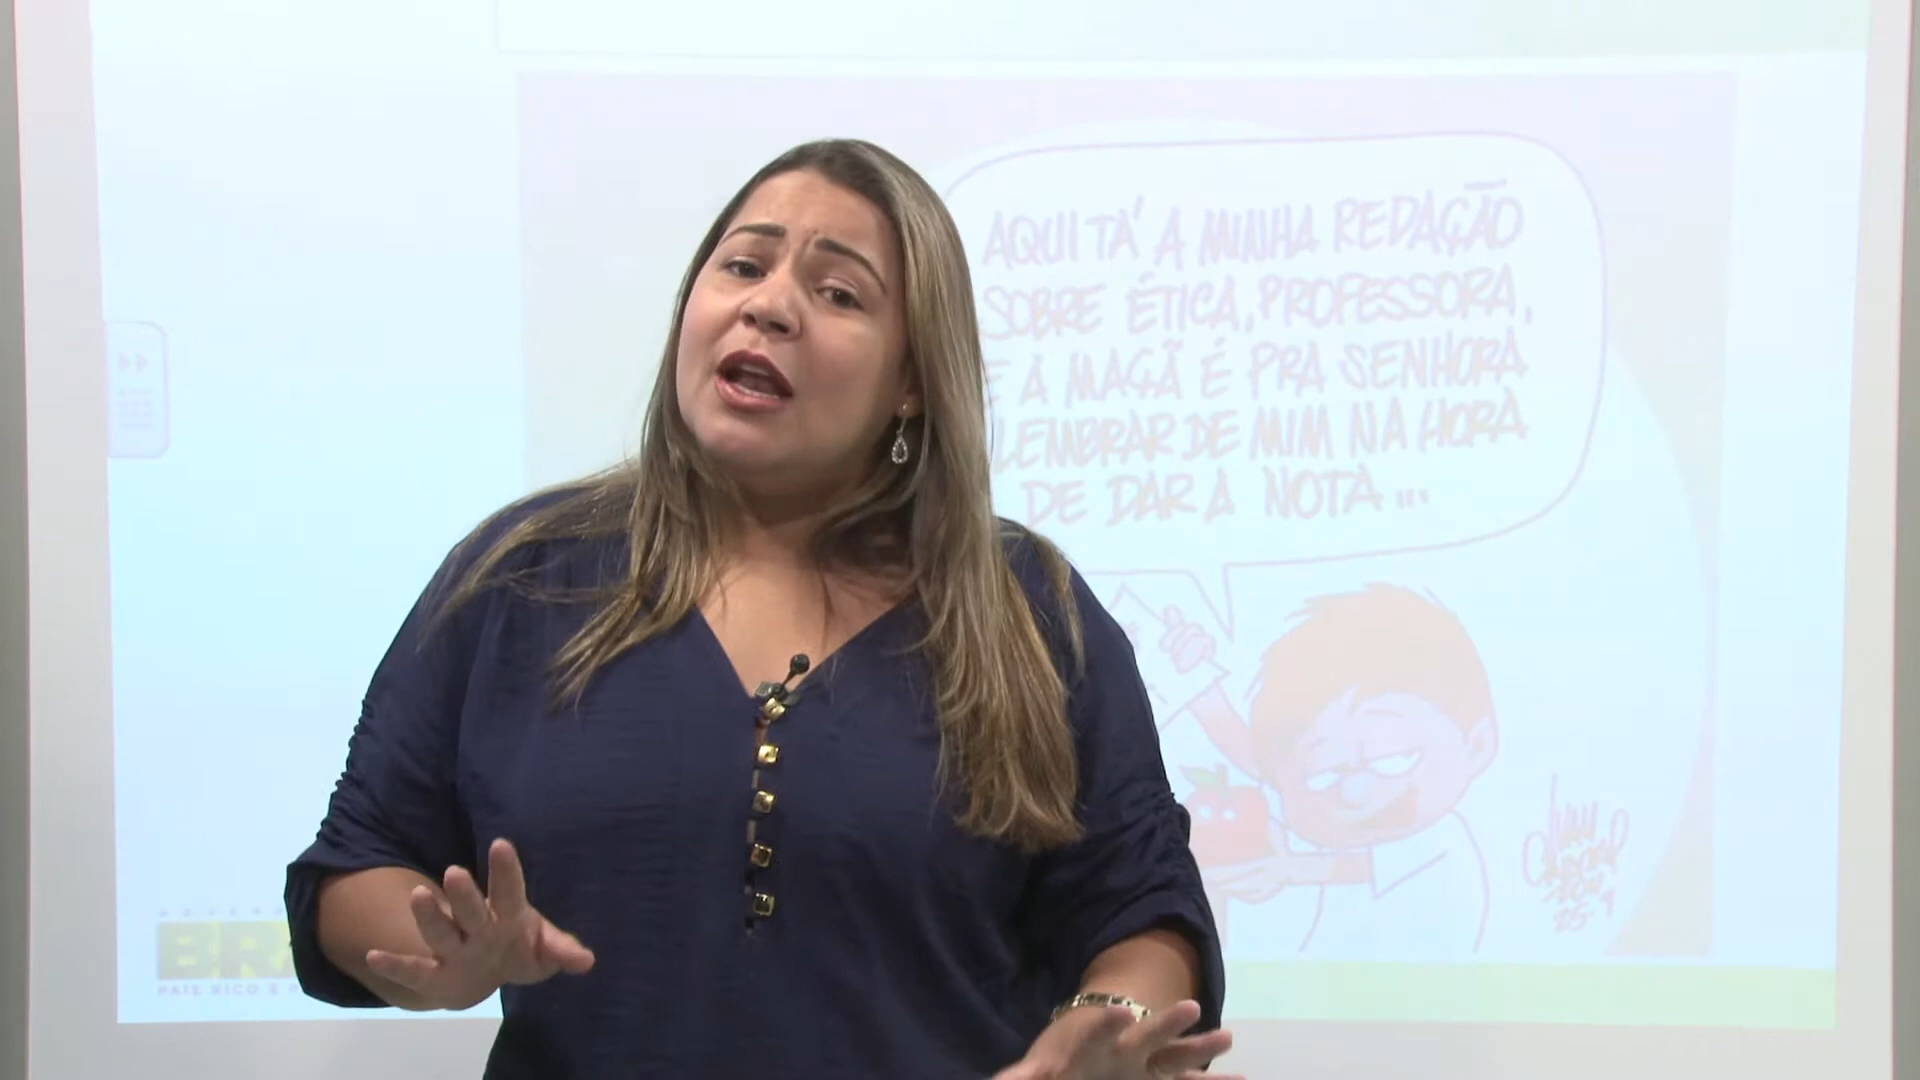 AQUI TÁ A MINHA REDAÇÃO
SOBRE ÉTICA, PROFESSORA,
E A MAÇÃ É PRA SENHORA
LEMBRAR DE MIM NA HORA
DE DAR A NOTA...
PAÍS RICO É